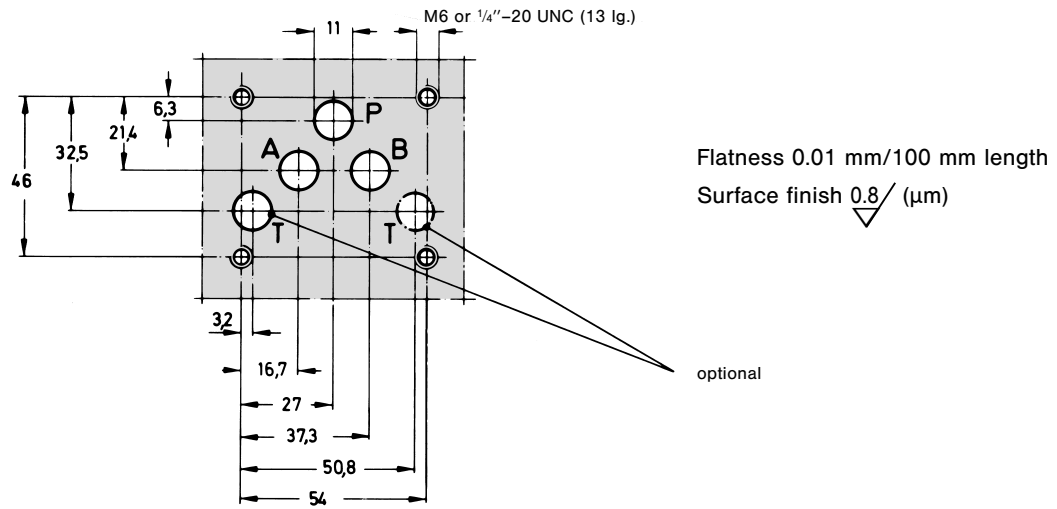 M6 or ¹/₄″–20 UNC (13 lg.)
11
6,3
P
21,4
A
B
32,5
46
T
T
Flatness 0.01 mm/100 mm length
Surface finish 0.8 (µm)
3,2
16,7
optional
27
37,3
50,8
54